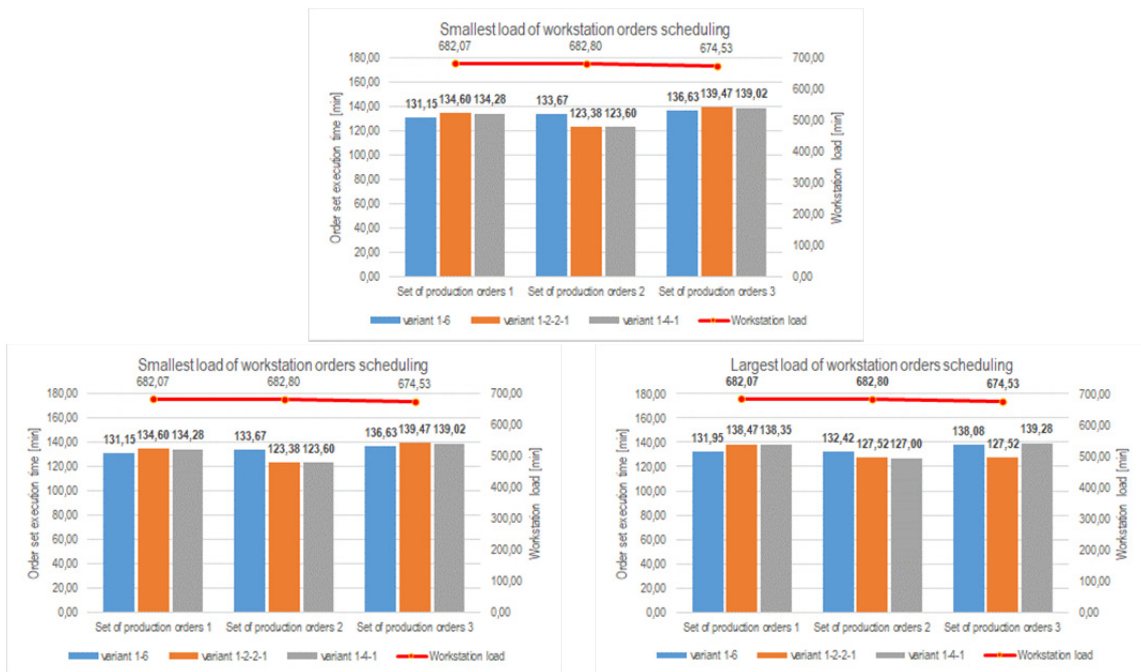 Smallest load of workstation orders scheduling
682,07 682,80 674,53
180,00 700,00
160,00 600,00
140,00 131,15 134,60 134,28 133,67 123,38 123,60 136,63 139,47 139,02 500,00
120,00
100,00 400,00
80,00 300,00
60,00
40,00 200,00
20,00 100,00
0,00 0,00
Order set execution time [min]
Workstation load [min]
Set of production orders 1 Set of production orders 2 Set of production orders 3
variant 1-6 variant 1-2-2-1 variant 1-4-1 Workstation load
Smallest load of workstation orders scheduling
682,07 682,80 674,53
180,00 700,00
160,00 600,00
140,00 131,15 134,60 134,28 133,67 123,38 123,60 136,63 139,47 139,02 500,00
120,00
100,00 400,00
80,00 300,00
60,00
40,00 200,00
20,00 100,00
0,00 0,00
Order set execution time [min]
Workstation load [min]
Set of production orders 1 Set of production orders 2 Set of production orders 3
variant 1-6 variant 1-2-2-1 variant 1-4-1 Workstation load
Largest load of workstation orders scheduling
682,07 682,80 674,53
180,00 700,00
160,00 600,00
140,00 131,95 138,47 138,35 132,42 127,52 127,00 138,08 127,52 139,28 500,00
120,00
100,00 400,00
80,00 300,00
60,00
40,00 200,00
20,00 100,00
0,00 0,00
Order set execution time [min]
Workstation load [min]
Set of production orders 1 Set of production orders 2 Set of production orders 3
variant 1-6 variant 1-2-2-1 variant 1-4-1 Workstation load